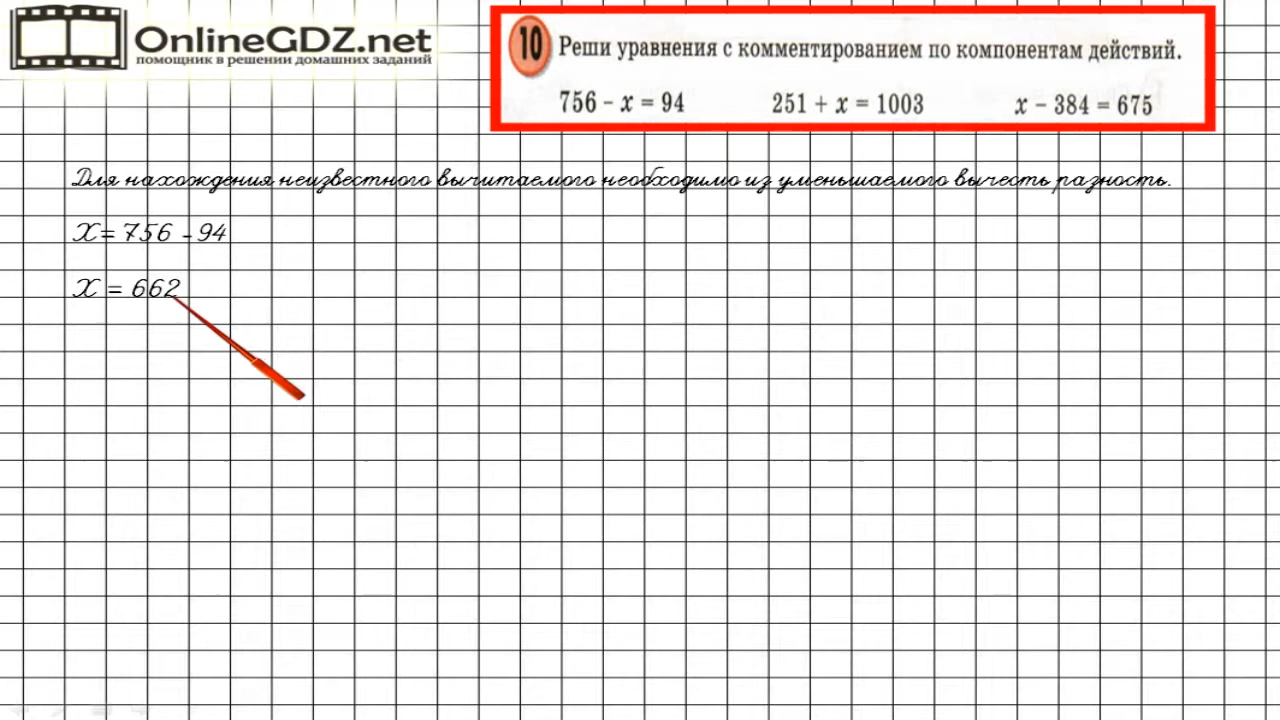 OnlineGDZ.net
помощник в решении домашних заданий
10 Реши уравнения с комментированием по компонентам действий.
756 – x = 94 251 + x = 1003 x – 384 = 675
Для нахождения неизвестного вычитаемого необходимо из уменьшаемого вычесть разность.
X = 756 - 94
X = 662